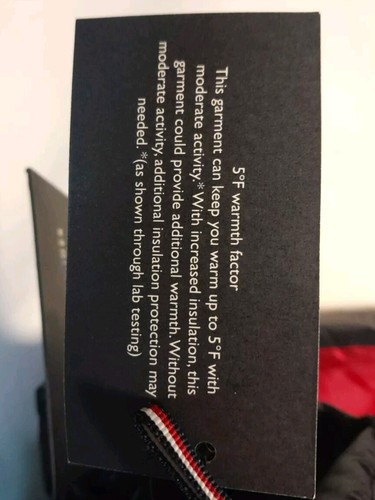 5°F warmth factor
This garment can keep you warm up to 5°F with
moderate activity.* With increased insulation, this
garment could provide additional warmth. Without
moderate activity, additional insulation protection may
needed. *(as shown through lab testing)